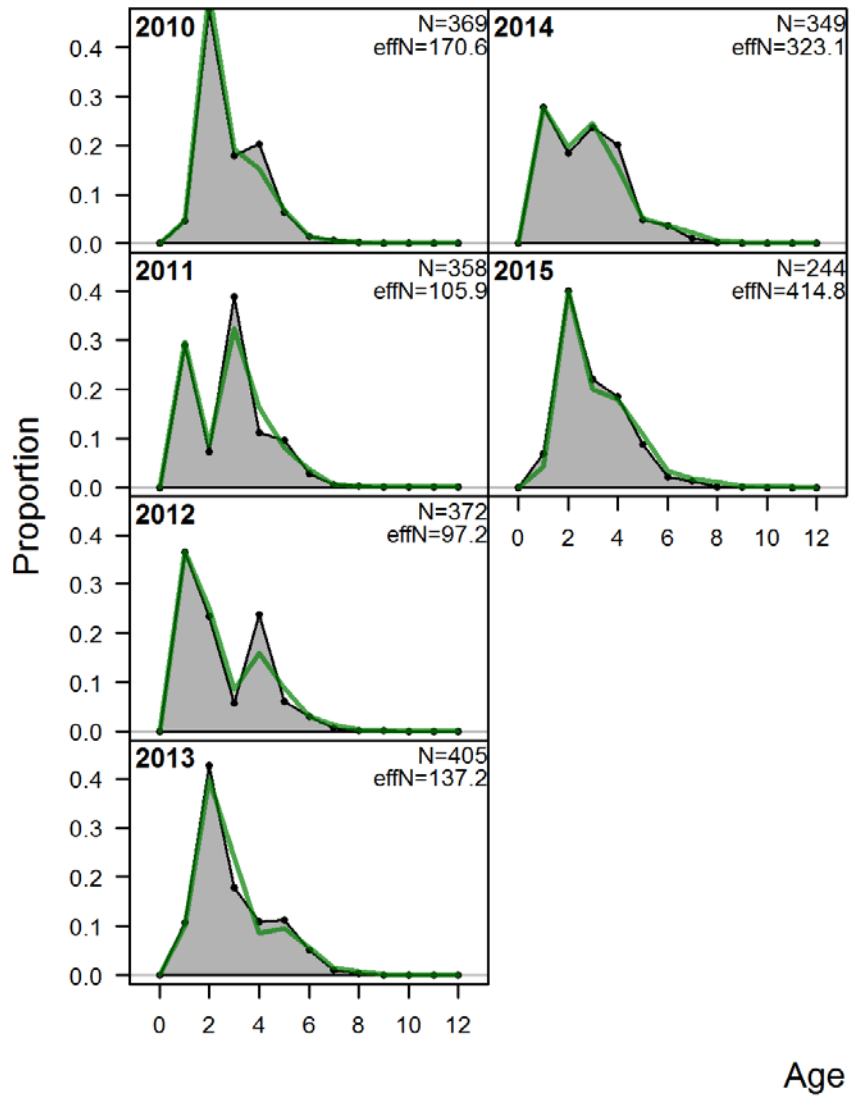 Proportion
2010
N=369
effN=170.6
0.4
0.3
0.2
0.1
0.0
2011
N=358
effN=105.9
0.4
0.3
0.2
0.1
0.0
2012
N=372
effN=97.2
0.4
0.3
0.2
0.1
0.0
2013
N=405
effN=137.2
0.4
0.3
0.2
0.1
0.0
0 2 4 6 8 10 12
2014
N=349
effN=323.1
2015
N=244
effN=414.8
0 2 4 6 8 10 12
Age